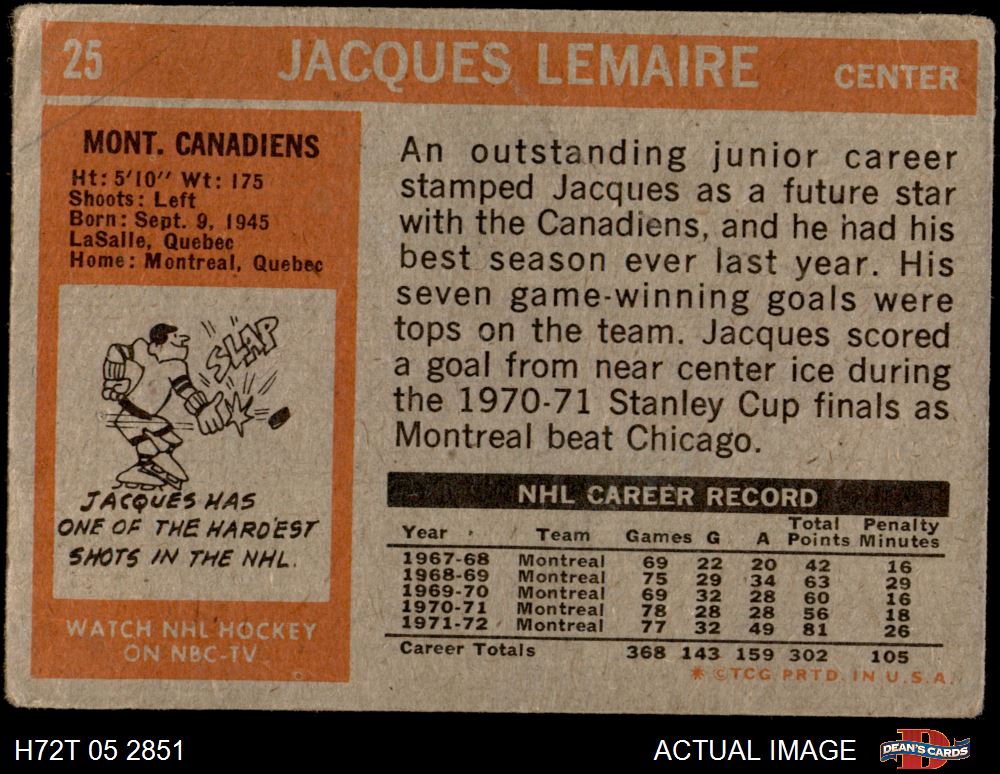 25 JACQUES LEMAIRE CENTER
MONT. CANADIENS
Ht: 5'10" Wt: 175
Shoots: Left
Born: Sept. 9, 1945
LaSalle, Quebec
Home: Montreal, Quebec
SLAP
JACQUES HAS
ONE OF THE HARDEST
SHOTS IN THE NHL.
WATCH NHL HOCKEY
ON NBC-TV
An outstanding junior career
stamped Jacques as a future star
with the Canadiens, and he had his
best season ever last year. His
seven game-winning goals were
tops on the team. Jacques scored
a goal from near center ice during
the 1970-71 Stanley Cup finals as
Montreal beat Chicago.
NHL CAREER RECORD
Year Team Games G A Total Points Penalty Minutes
1967-68 Montreal 69 22 20 42 16
1968-69 Montreal 75 29 34 63 29
1969-70 Montreal 69 32 28 60 16
1970-71 Montreal 78 28 28 56 18
1971-72 Montreal 77 32 49 81 26
Career Totals 368 143 159 302 105
* © TCG PRTD. IN U.S.A.
H72T 05 2851 ACTUAL IMAGE DEAN'S CARDS